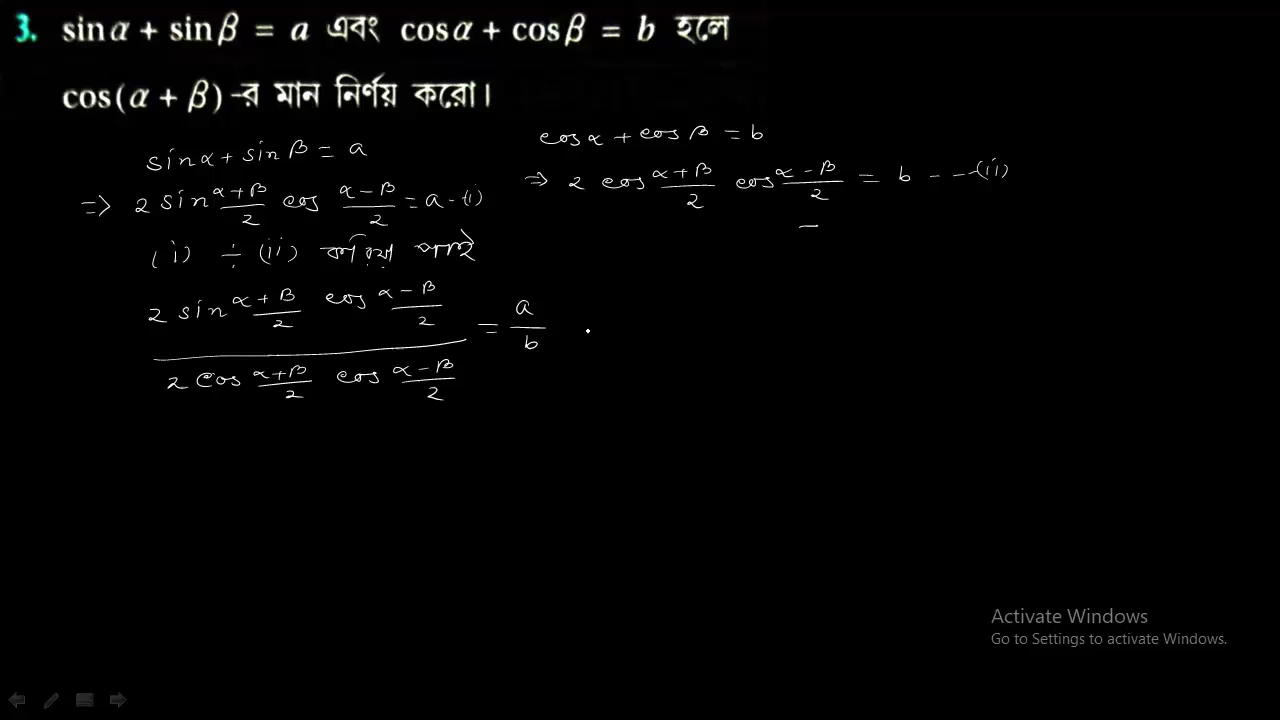 3. sinα + sinβ = a এবং cosα + cosβ = b হলে
cos(α + β)-র মান নির্ণয় করো।
sinα + sinβ = a
⇒ 2 sin (α+β)/2 cos (α−β)/2 = a - (i)
cosα + cosβ = b
⇒ 2 cos (α+β)/2 cos (α−β)/2 = b - - - (ii)
(i) ÷ (ii) করিয়া পাই
2 sin (α+β)/2 cos (α−β)/2
= a/b
2 cos (α+β)/2 cos (α−β)/2
Activate Windows
Go to Settings to activate Windows.